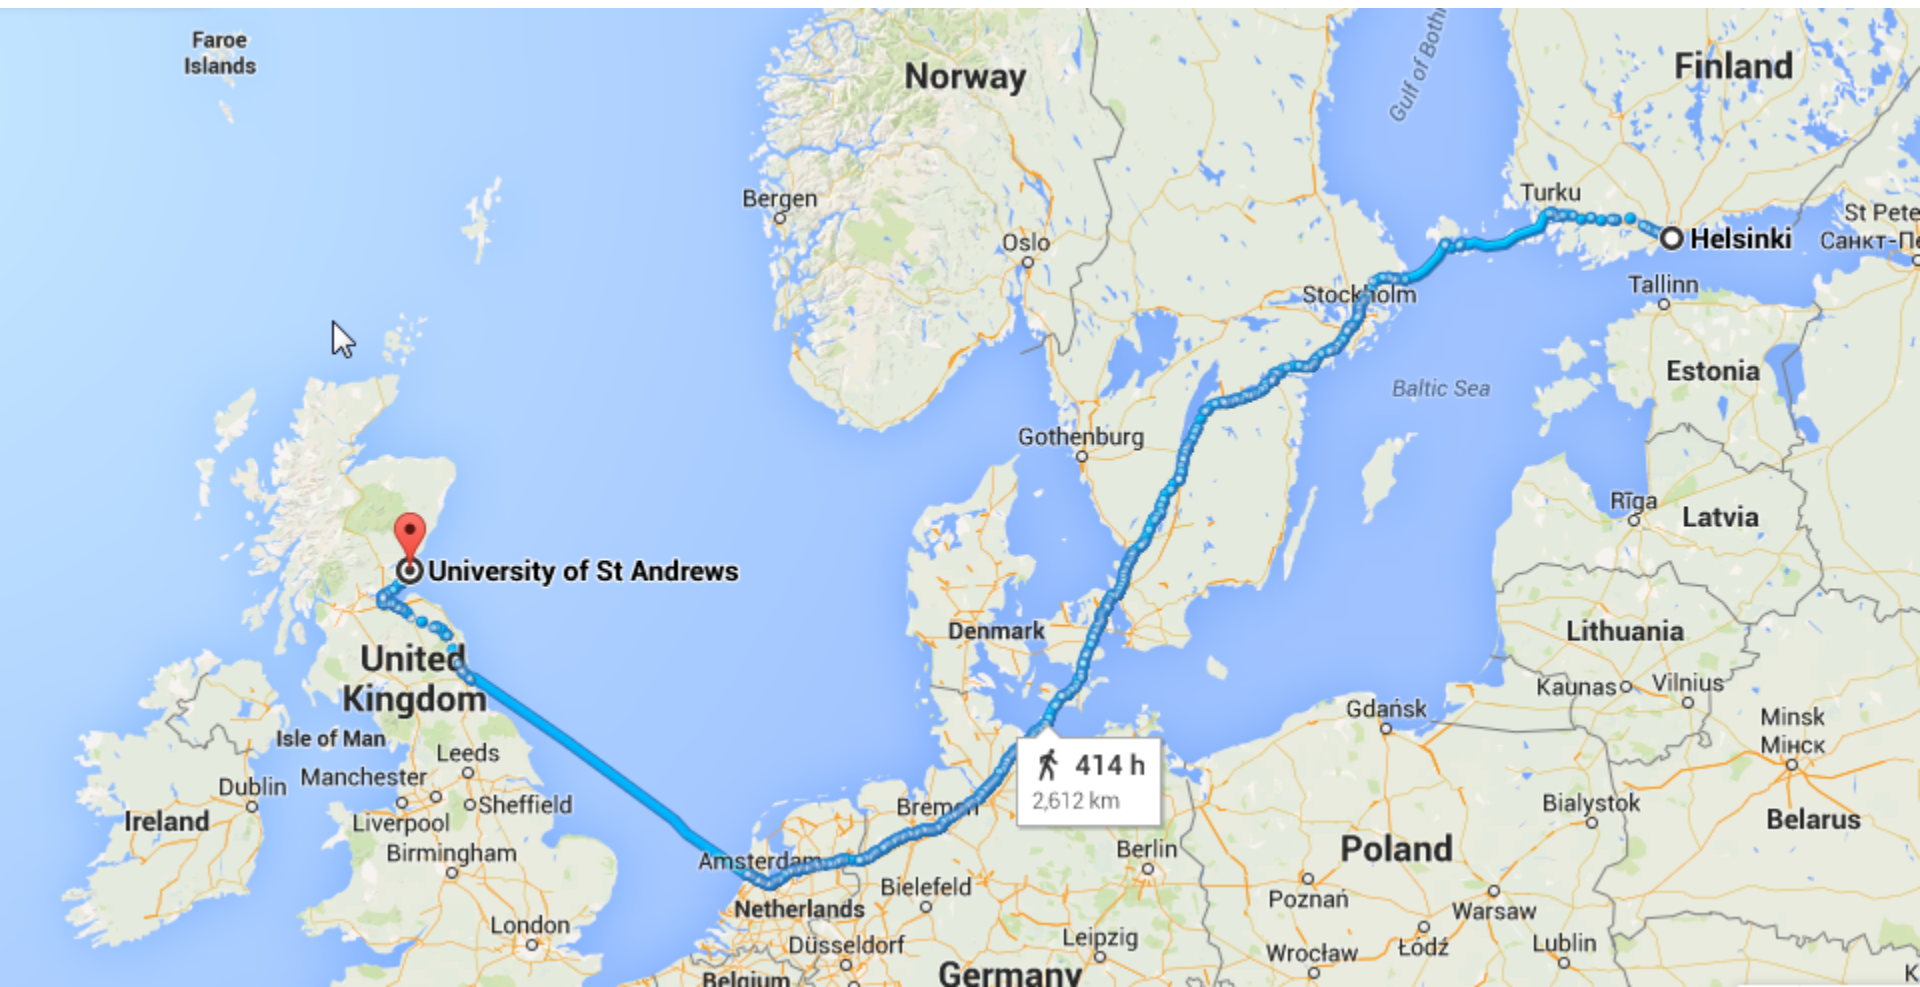 Faroe
Islands
Norway
Gulf of Both
Finland
Bergen
Oslo
Turku
St Pete
Санкт-Пе
Helsinki
Stockholm
Tallinn
Baltic Sea
Estonia
Gothenburg
Rīga
Latvia
University of St Andrews
Denmark
Lithuania
United
Kingdom
Kaunas
Vilnius
Gdańsk
Minsk
Мінск
Isle of Man
Leeds
Manchester
Dublin
Sheffield
Ireland
Liverpool
414 h
2,612 km
Bremen
Bialystok
Belarus
Birmingham
Amsterdam
Berlin
Poland
Bielefeld
Poznań
Netherlands
Warsaw
London
Düsseldorf
Leipzig
Wrocław
Łódź
Lublin
Belgium
Germany
K